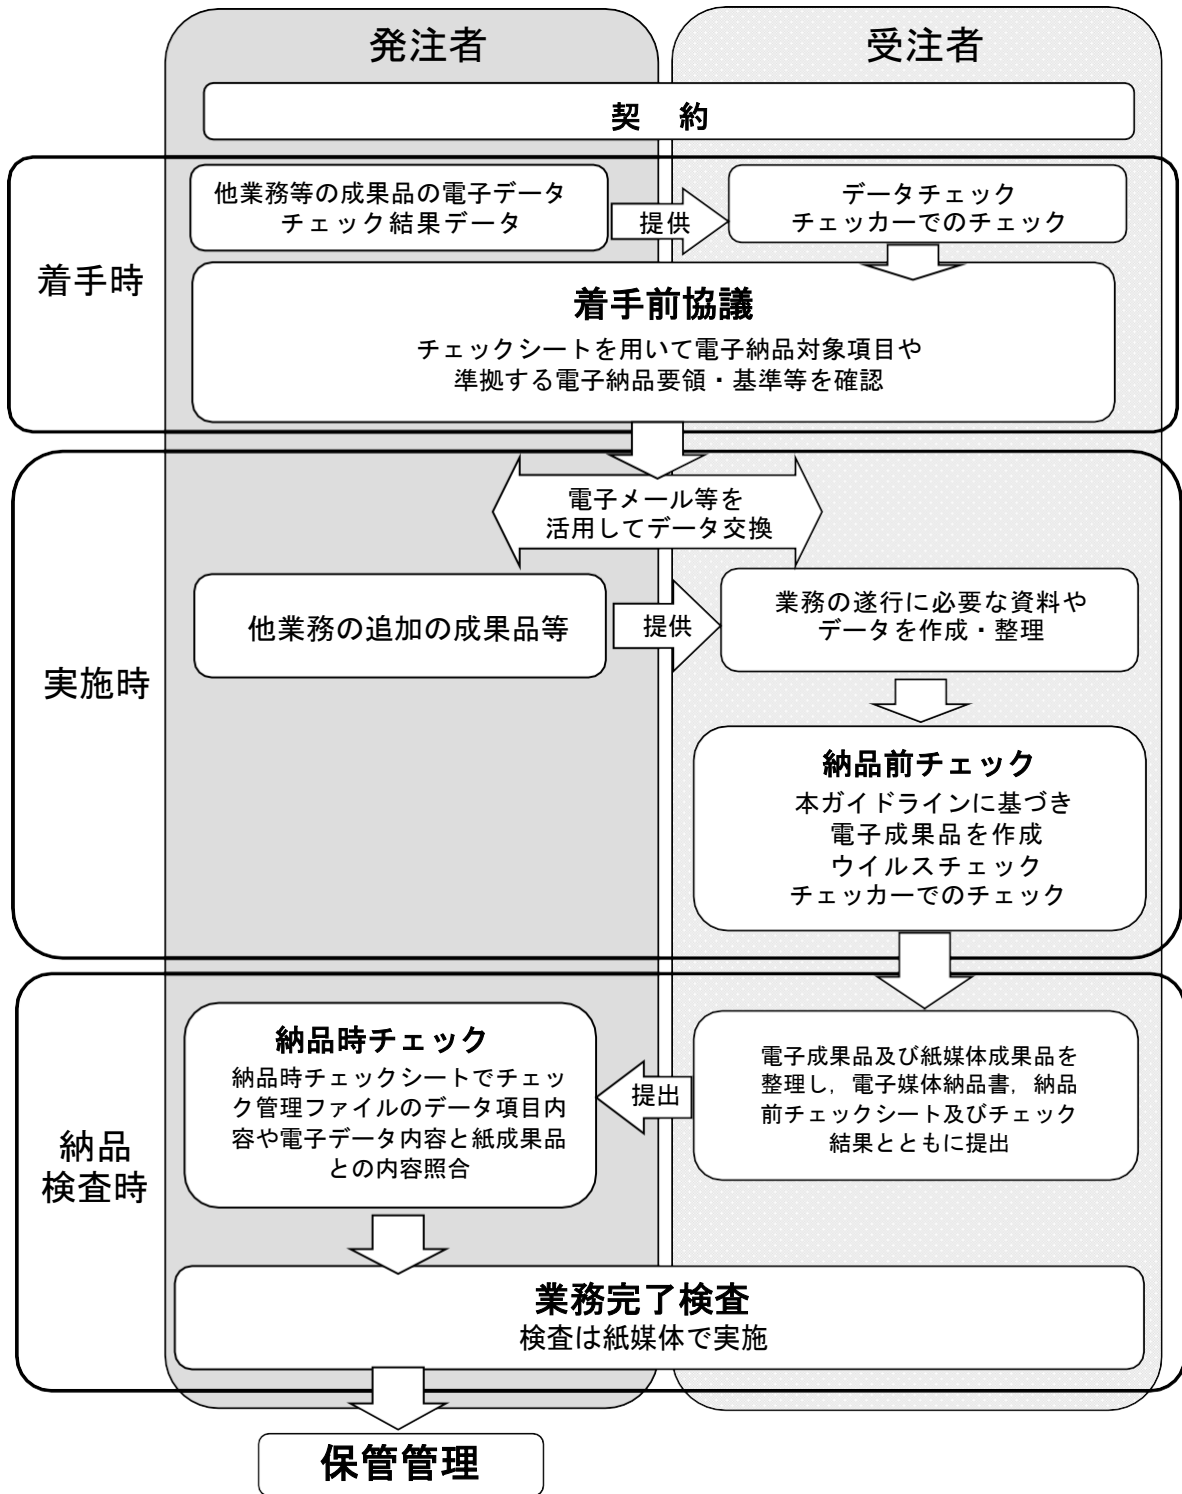 発注者
受注者
契 約
着手時
他業務等の成果品の電子データ
チェック結果データ
提供
データチェック
チェッカーでのチェック
着手前協議
チェックシートを用いて電子納品対象項目や
準拠する電子納品要領・基準等を確認
実施時
電子メール等を
活用してデータ交換
他業務の追加の成果品等
提供
業務の遂行に必要な資料や
データを作成・整理
納品前チェック
本ガイドラインに基づき
電子成果品を作成
ウイルスチェック
チェッカーでのチェック
納品
検査時
納品時チェック
納品時チェックシートでチェッ
ク管理ファイルのデータ項目内
容や電子データ内容と紙成果品
との内容照合
提出
電子成果品及び紙媒体成果品を
整理し，電子媒体納品書，納品
前チェックシート及びチェック
結果とともに提出
業務完了検査
検査は紙媒体で実施
保管管理